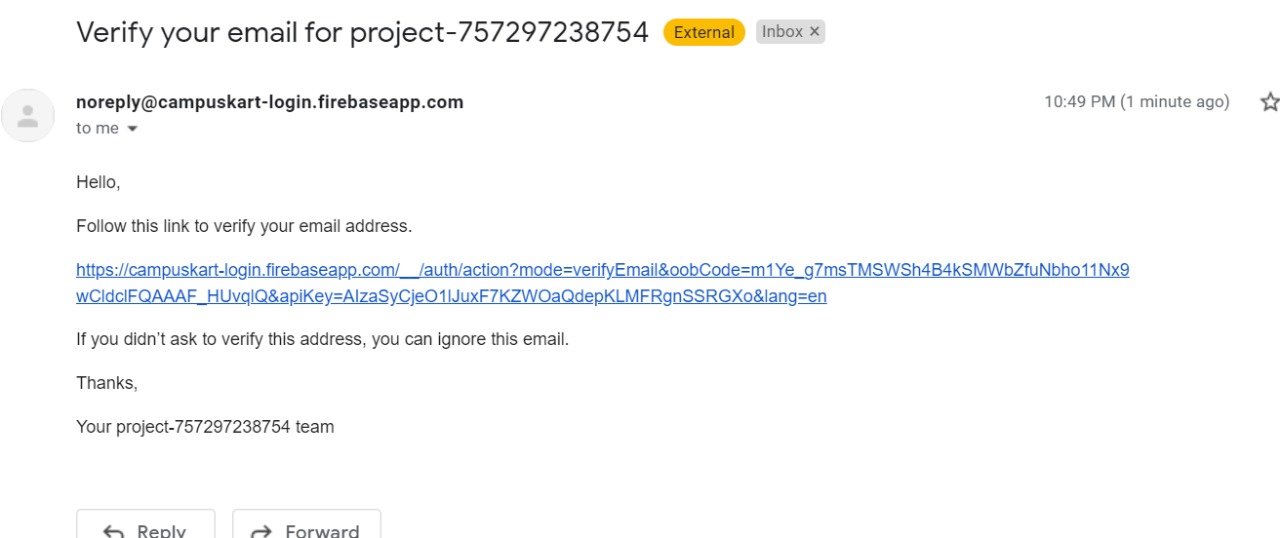 Verify your email for project-757297238754 External Inbox ×
noreply@campuskart-login.firebaseapp.com 10:49 PM (1 minute ago)
to me
Hello,
Follow this link to verify your email address.
https://campuskart-login.firebaseapp.com/__/auth/action?mode=verifyEmail&oobCode=m1Ye_g7msTMSWSh4B4kSMWbZfuNbho11Nx9
wCldclFQAAAF_HUvqlQ&apiKey=AIzaSyCjeO1lJuxF7KZWOaQdepKLMFRgnSSRGXo&lang=en
If you didn’t ask to verify this address, you can ignore this email.
Thanks,
Your project-757297238754 team
Reply Forward